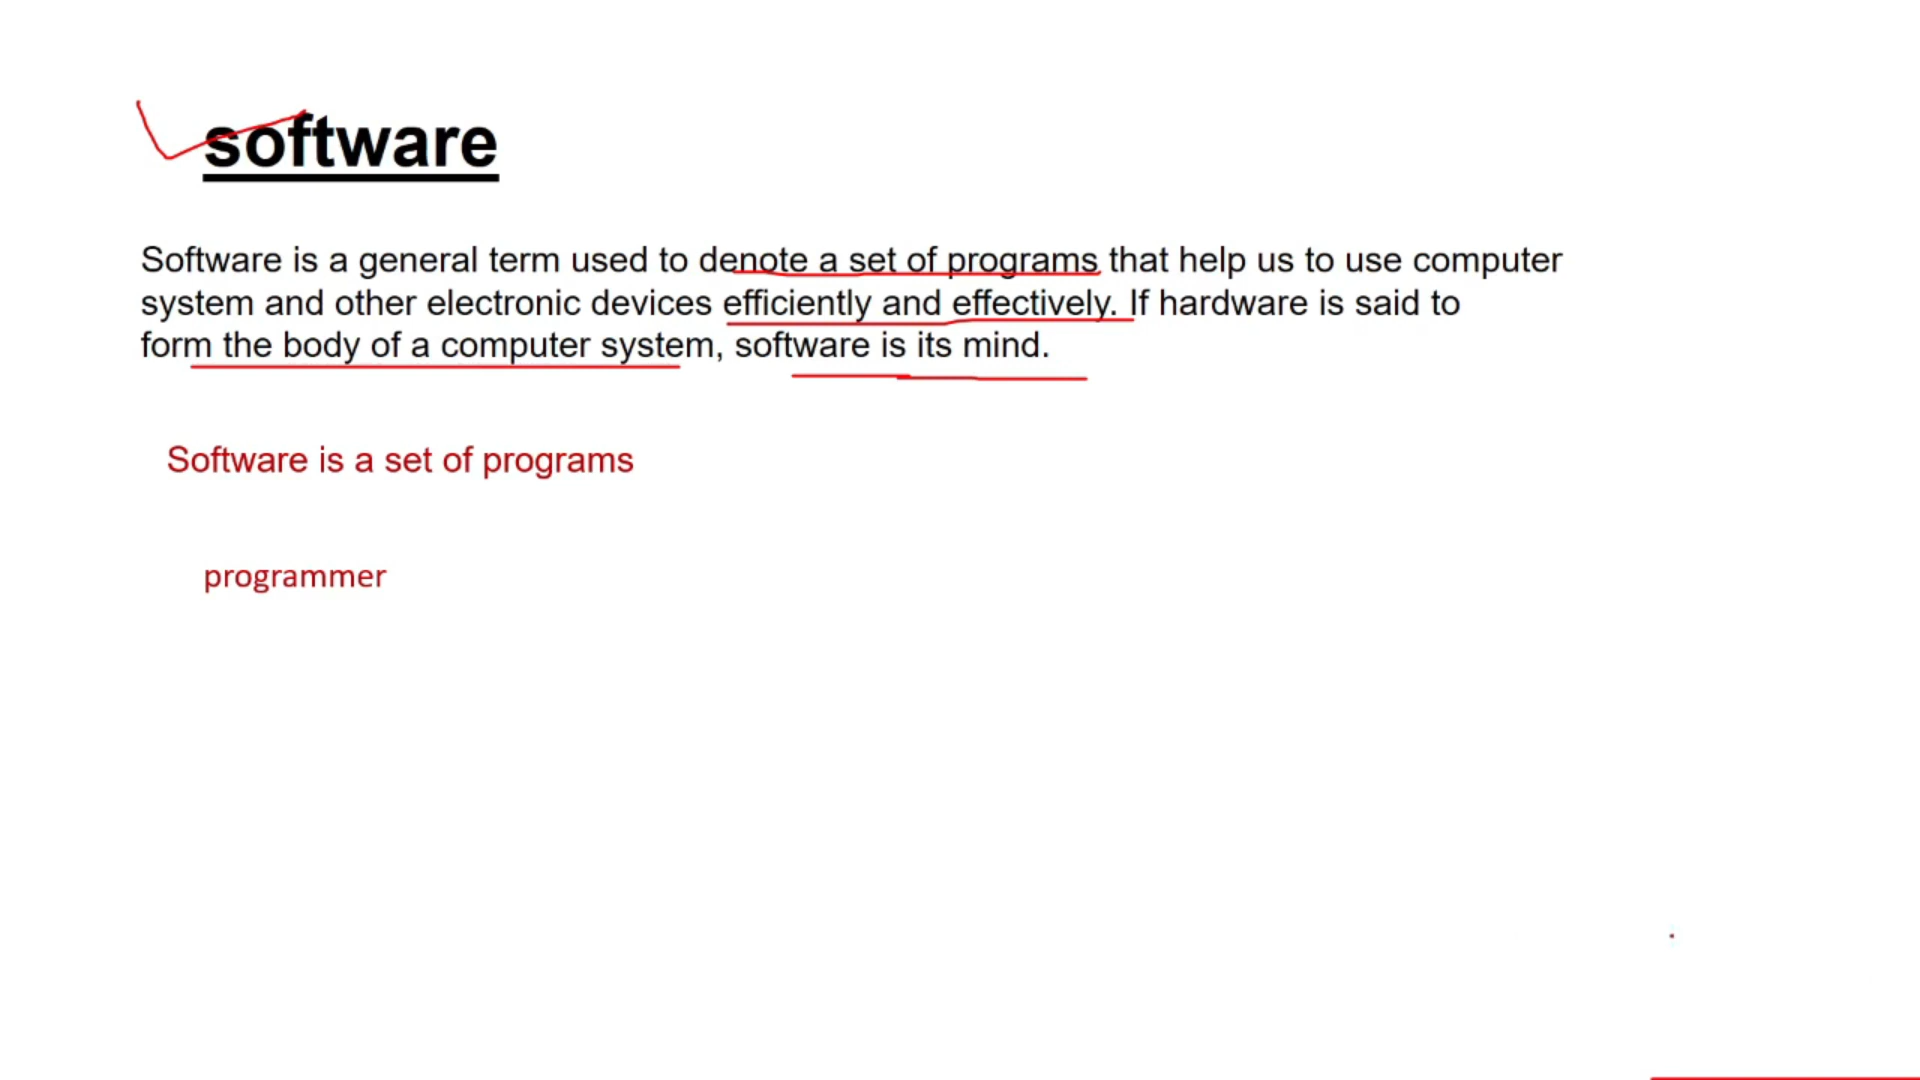 software
Software is a general term used to denote a set of programs that help us to use computer
system and other electronic devices efficiently and effectively. If hardware is said to
form the body of a computer system, software is its mind.
Software is a set of programs
programmer